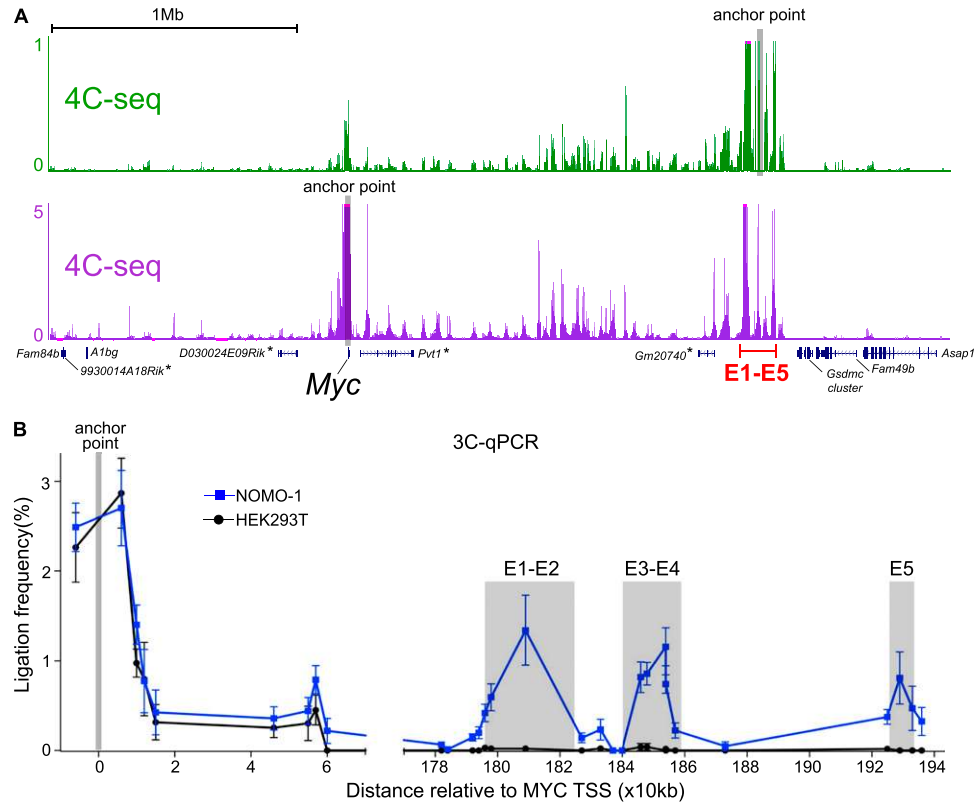 A
1Mb
anchor point
1
4C-seq
0
anchor point
5
4C-seq
0
Fam84b
A1bg
9930014A18Rik*
D030024E09Rik*
Myc
Pvt1*
Gm20740*
E1-E5
Gsdmc
cluster
Fam49b
Asap1
B
anchor
point
3C-qPCR
NOMO-1
HEK293T
E1-E2
E3-E4
E5
Ligation frequency(%)
3
2
1
0
0 2 4 6 178 180 182 184 186 188 190 192 194
Distance relative to MYC TSS (x10kb)